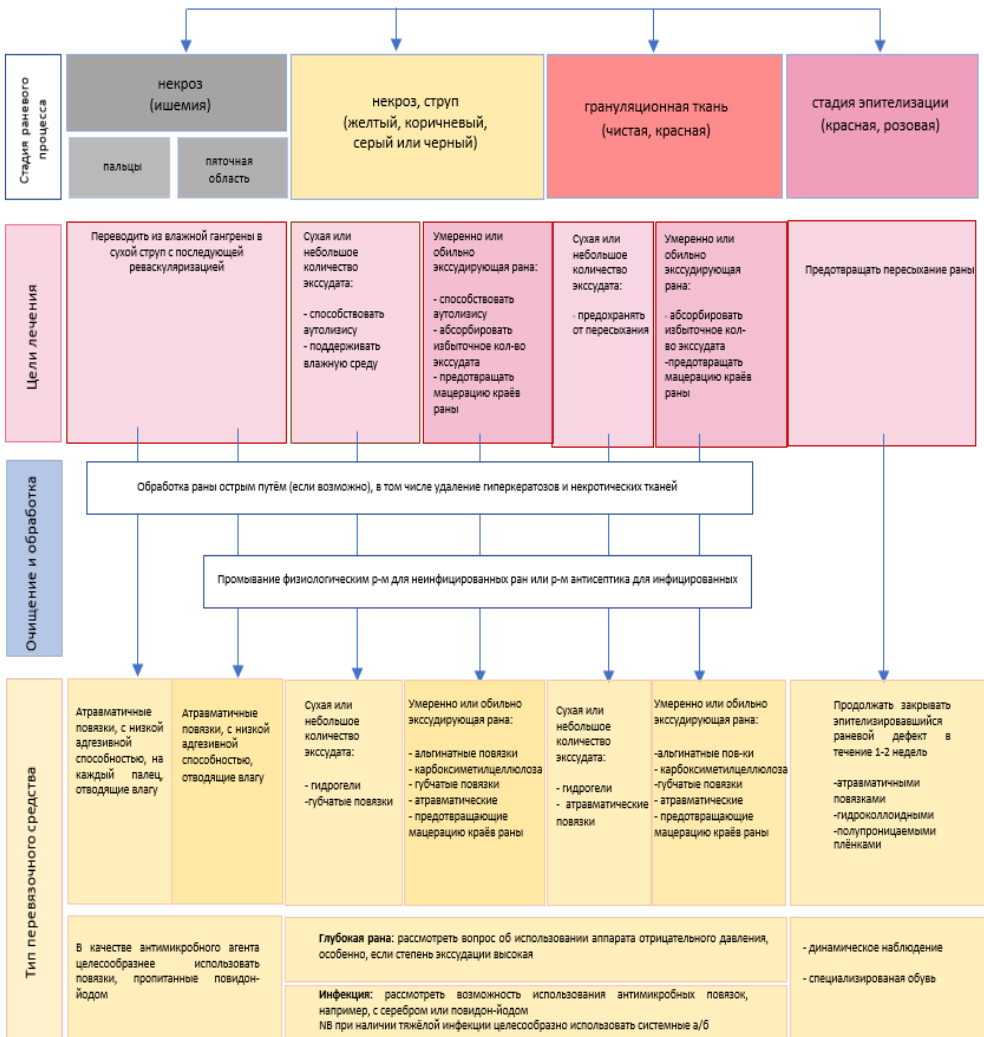 Стадия раневого
процесса
некроз
(ишемия)
пальцы
пяточная
область
некроз, струп
(желтый, коричневый,
серый или черный)
грануляционная ткань
(чистая, красная)
стадия эпителизации
(красная, розовая)
Цели лечения
Переводить из влажной гангрены в
сухой струп с последующей
реваскуляризацией
Сухая или
небольшое
количество
экссудата:
- способствовать
аутолизису
- поддерживать
влажную среду
Умеренно или
обильно
экссудирующая рана:
- способствовать
аутолизису
- абсорбировать
избыточное кол-во
экссудата
- предотвращать
мацерацию краёв
раны
Сухая или
небольшое
количество
экссудата:
- предохранять
от пересыхания
Умеренно или
обильно
экссудирующая
рана:
- абсорбировать
избыточное кол-
во экссудата
-предотвращать
мацерацию краёв
раны
Предотвращать пересыхание раны
Очищение и обработка
Обработка раны острым путём (если возможно), в том числе удаление гиперкератозов и некротических тканей
Промывание физиологическим р-м для неинфицированных ран или р-м антисептика для инфицированных
Тип перевязочного средства
Атравматичные
повязки, с низкой
адгезивной
способностью, на
каждый палец,
отводящие влагу
Атравматичные
повязки, с низкой
адгезивной
способностью,
отводящие влагу
Сухая или
небольшое
количество
экссудата:
- гидрогели
-губчатые повязки
Умеренно или обильно
экссудирующая рана:
- альгинатные повязки
- карбоксиметилцеллюлоза
- губчатые повязки
- атравматические
- предотвращающие
мацерацию краёв раны
Сухая или
небольшое
количество
экссудата:
- гидрогели
- атравматические
повязки
Умеренно или обильно
экссудирующая рана:
-альгинатные пов-ки
- карбоксиметилцеллюлоза
-губчатые повязки
- атравматические
- предотвращающие
мацерацию краёв раны
Продолжать закрывать
эпителизировавшийся
раневой дефект в
течение 1-2 недель
-атравматичными
повязками
-гидроколлоидными
-полупроницаемыми
плёнками
В качестве антимикробного агента
целесообразнее использовать
повязки, пропитанные повидон-
йодом
Глубокая рана: рассмотреть вопрос об использовании аппарата отрицательного давления,
особенно, если степень экссудации высокая
Инфекция: рассмотреть возможность использования антимикробных повязок,
например, с серебром или повидон-йодом
NB при наличии тяжёлой инфекции целесообразно использовать системные а/б
- динамическое наблюдение
- специализированая обувь